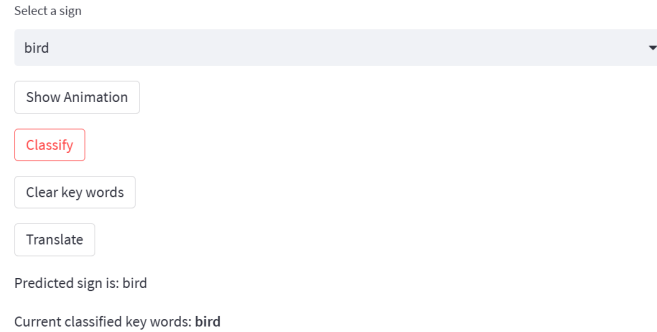 Select a sign
bird
Show Animation
Classify
Clear key words
Translate
Predicted sign is: bird
Current classified key words: bird